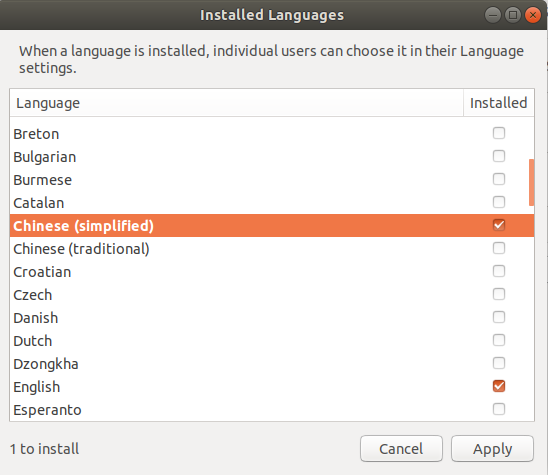 Installed Languages
When a language is installed, individual users can choose it in their Language
settings.
Language Installed
Breton
Bulgarian
Burmese
Catalan
Chinese (simplified)
Chinese (traditional)
Croatian
Czech
Danish
Dutch
Dzongkha
English
Esperanto
1 to install Cancel Apply